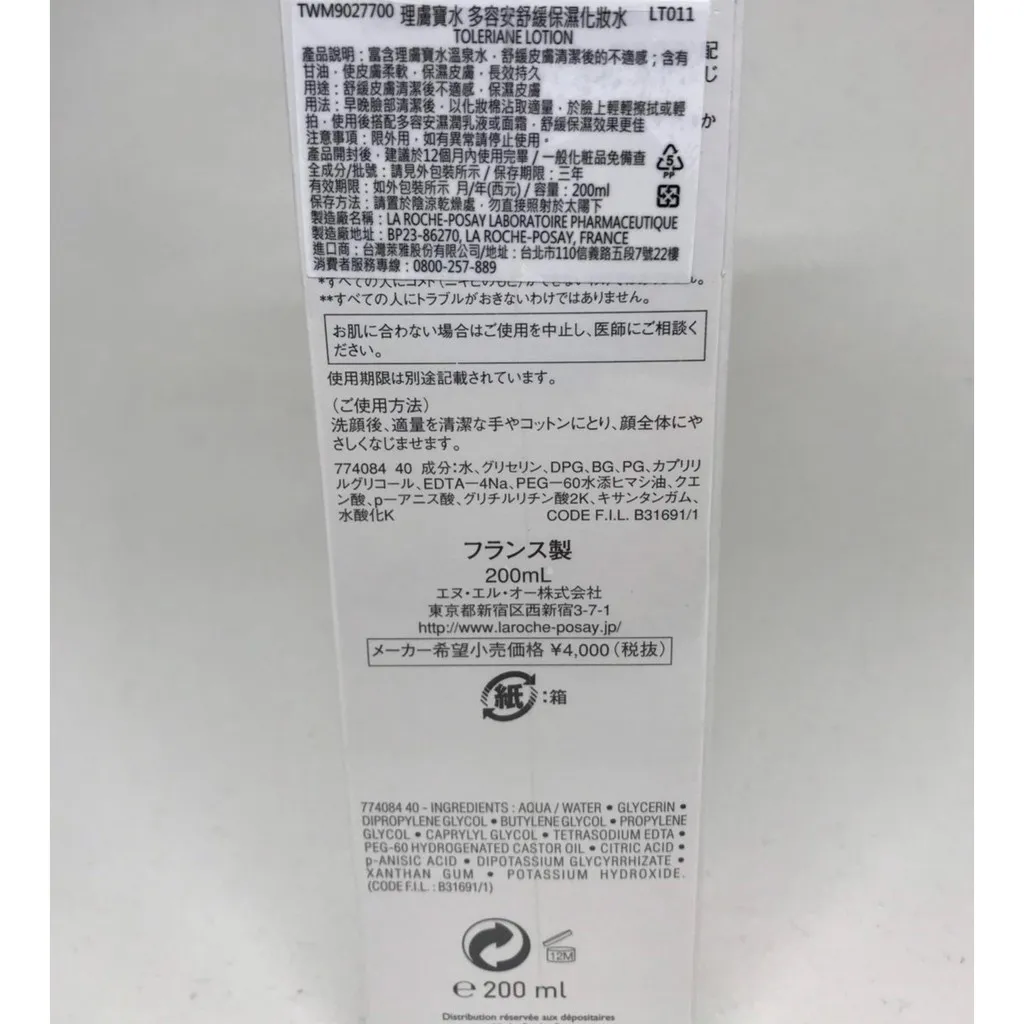 TWM9027700 理膚寶水 多容安舒緩保濕化妝水 LT011
TOLERIANE LOTION
產品說明：富含理膚寶水溫泉水，舒緩皮膚清潔後的不適感；含有
甘油，使皮膚柔軟，保濕皮膚，長效持久
用途：舒緩皮膚清潔後不適感，保濕皮膚
用法：早晚臉部清潔後，以化妝棉沾取適量，於臉上輕輕擦拭或輕
拍，使用後搭配多容安濕潤乳液或面霜，舒緩保濕效果更佳
注意事項：限外用，如有異常請停止使用。
產品開封後，建議於12個月內使用完畢 / 一般化粧品免備查
全成分/批號：請見外包裝所示 / 保存期限：三年
有效期限：如外包裝所示 月/年(西元) / 容量：200ml
保存方法：請置於陰涼乾燥處，勿直接照射於太陽下
製造廠名稱：LA ROCHE-POSAY LABORATOIRE PHARMACEUTIQUE
製造廠地址：BP23-86270, LA ROCHE-POSAY, FRANCE
進口商：台灣萊雅股份有限公司/地址：台北市110信義路五段7號22樓
消費者服務專線：0800-257-889
5
PP
配
じ
か
**すべての人にトラブルがおきないわけではありません。
お肌に合わない場合はご使用を中止し、医師にご相談く
ださい。
使用期限は別途記載されています。
（ご使用方法）
洗顔後、適量を清潔な手やコットンにとり、顔全体にや
さしくなじませます。
774084 40 成分：水、グリセリン、DPG、BG、PG、カプリリ
ルグリコール、EDTA－4Na、PEG－60水添ヒマシ油、クエ
ン酸、p－アニス酸、グリチルリチン酸2K、キサンタンガム、
水酸化K CODE F.I.L. B31691/1
フランス製
200mL
エヌ・エル・オー株式会社
東京都新宿区西新宿3-7-1
http://www.laroche-posay.jp/
メーカー希望小売価格 ¥4,000（税抜）
紙：箱
774084 40 - INGREDIENTS : AQUA / WATER • GLYCERIN •
DIPROPYLENE GLYCOL • BUTYLENE GLYCOL • PROPYLENE
GLYCOL • CAPRYLYL GLYCOL • TETRASODIUM EDTA •
PEG-60 HYDROGENATED CASTOR OIL • CITRIC ACID •
p-ANISIC ACID • DIPOTASSIUM GLYCYRRHIZATE •
XANTHAN GUM • POTASSIUM HYDROXIDE.
(CODE F.I.L. : B31691/1)
12M
℮ 200 ml
Distribution réservée aux dépositaires